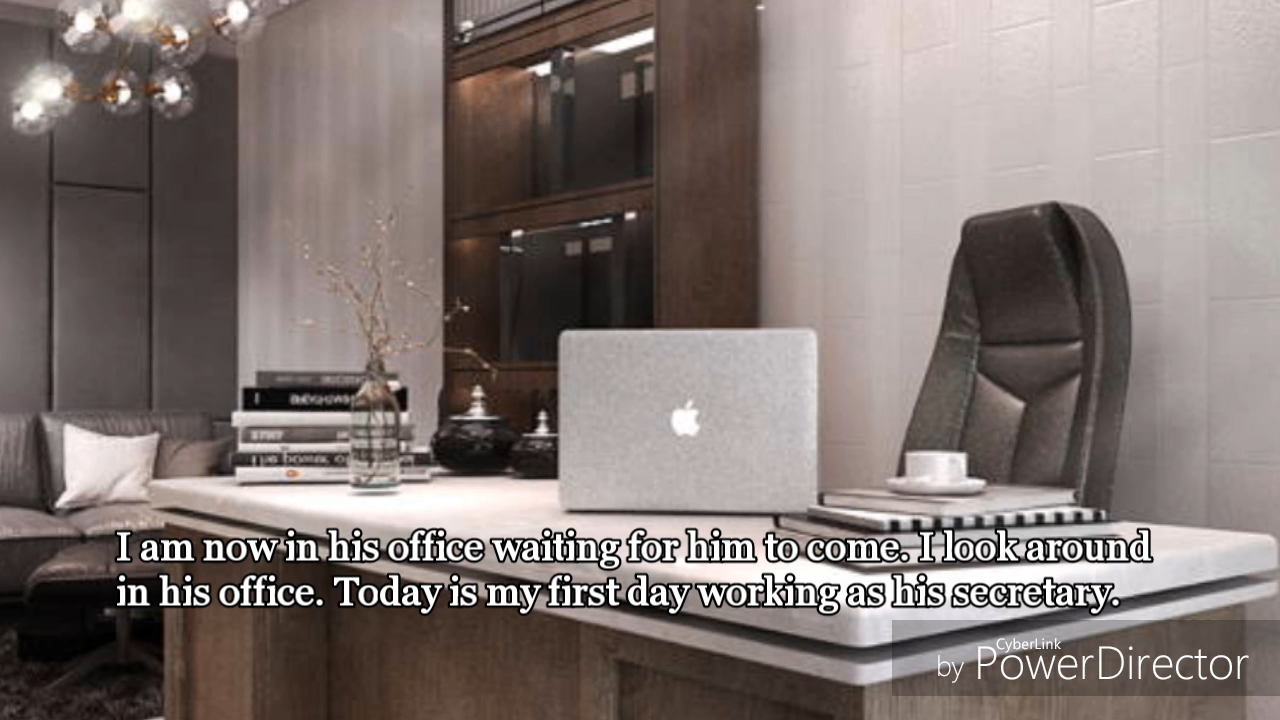 I am now in his office waiting for him to come. I look around
in his office. Today is my first day working as his secretary.
CyberLink
by PowerDirector